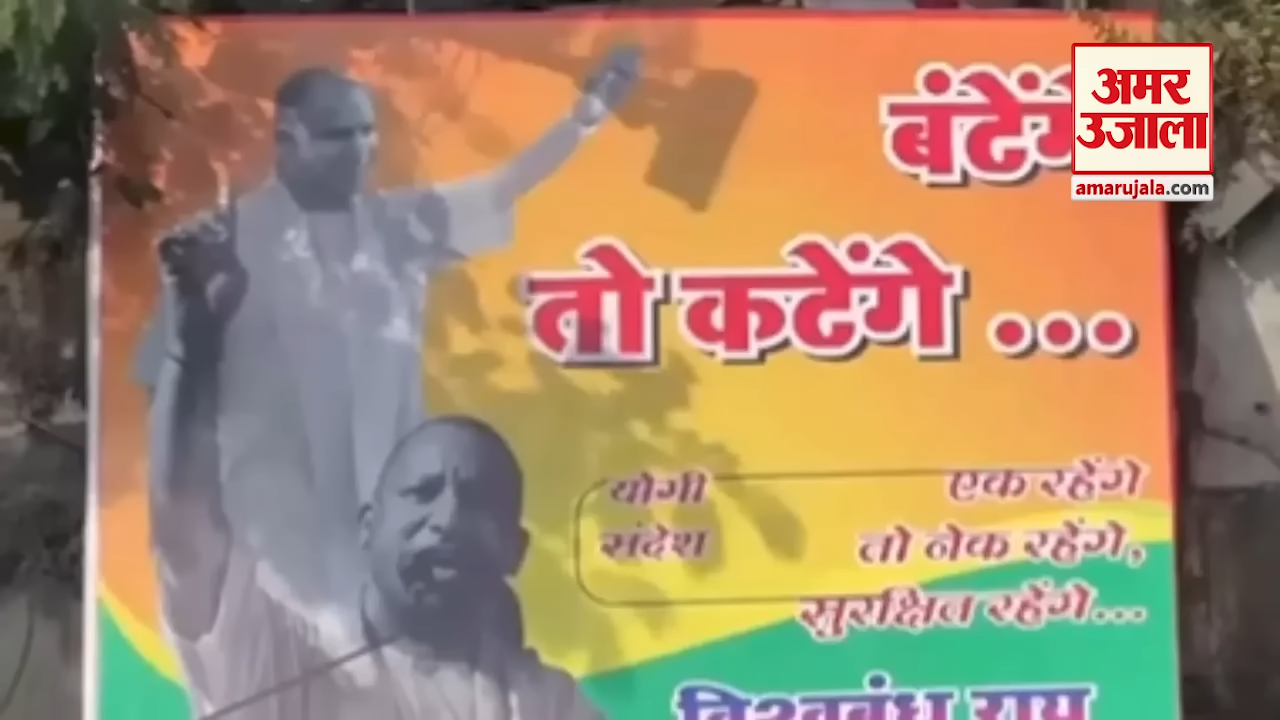 अमर
उजाला
amarujala.com
तो कटेंगे ...
योगी
संदेश
एक रहेंगे
तो नेक रहेंगे,
सुरक्षित रहेंगे...